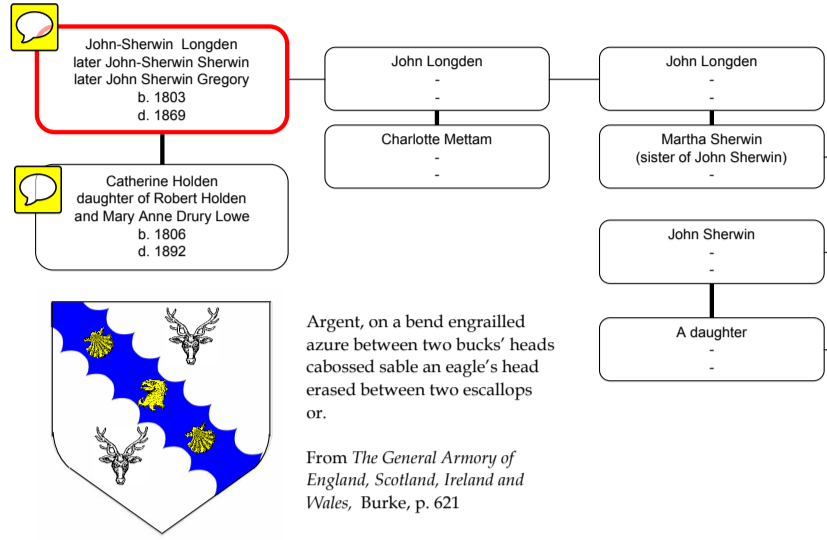 John-Sherwin Longden
later John-Sherwin Sherwin
later John Sherwin Gregory
b. 1803
d. 1869
John Longden
-
-
John Longden
-
-
Charlotte Mettam
-
-
Martha Sherwin
(sister of John Sherwin)
-
Catherine Holden
daughter of Robert Holden
and Mary Anne Drury Lowe
b. 1806
d. 1892
John Sherwin
-
-
A daughter
-
-
Argent, on a bend engrailled
azure between two bucks’ heads
cabossed sable an eagle’s head
erased between two escallops
or.
From The General Armory of
England, Scotland, Ireland and
Wales, Burke, p. 621